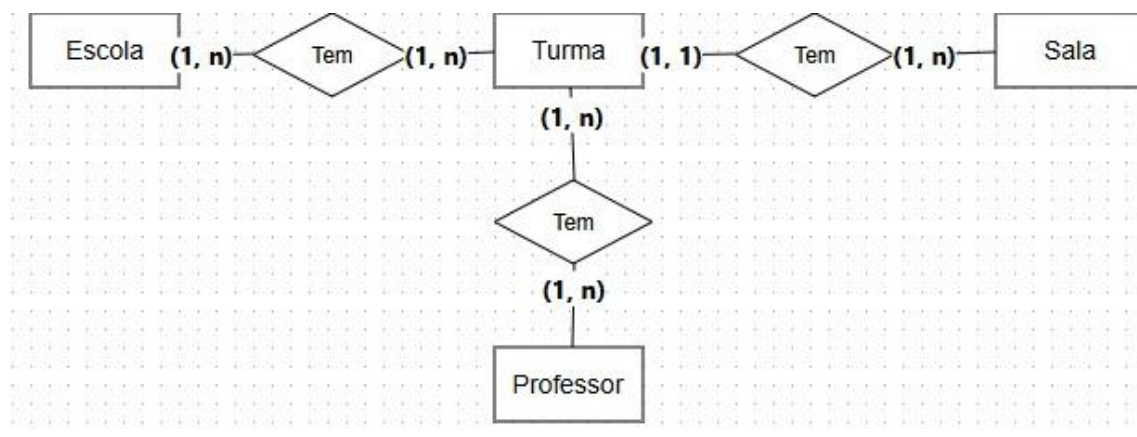 Escola (1, n) Tem (1, n) Turma (1, 1) Tem (1, n) Sala
(1, n)
Tem
(1, n)
Professor